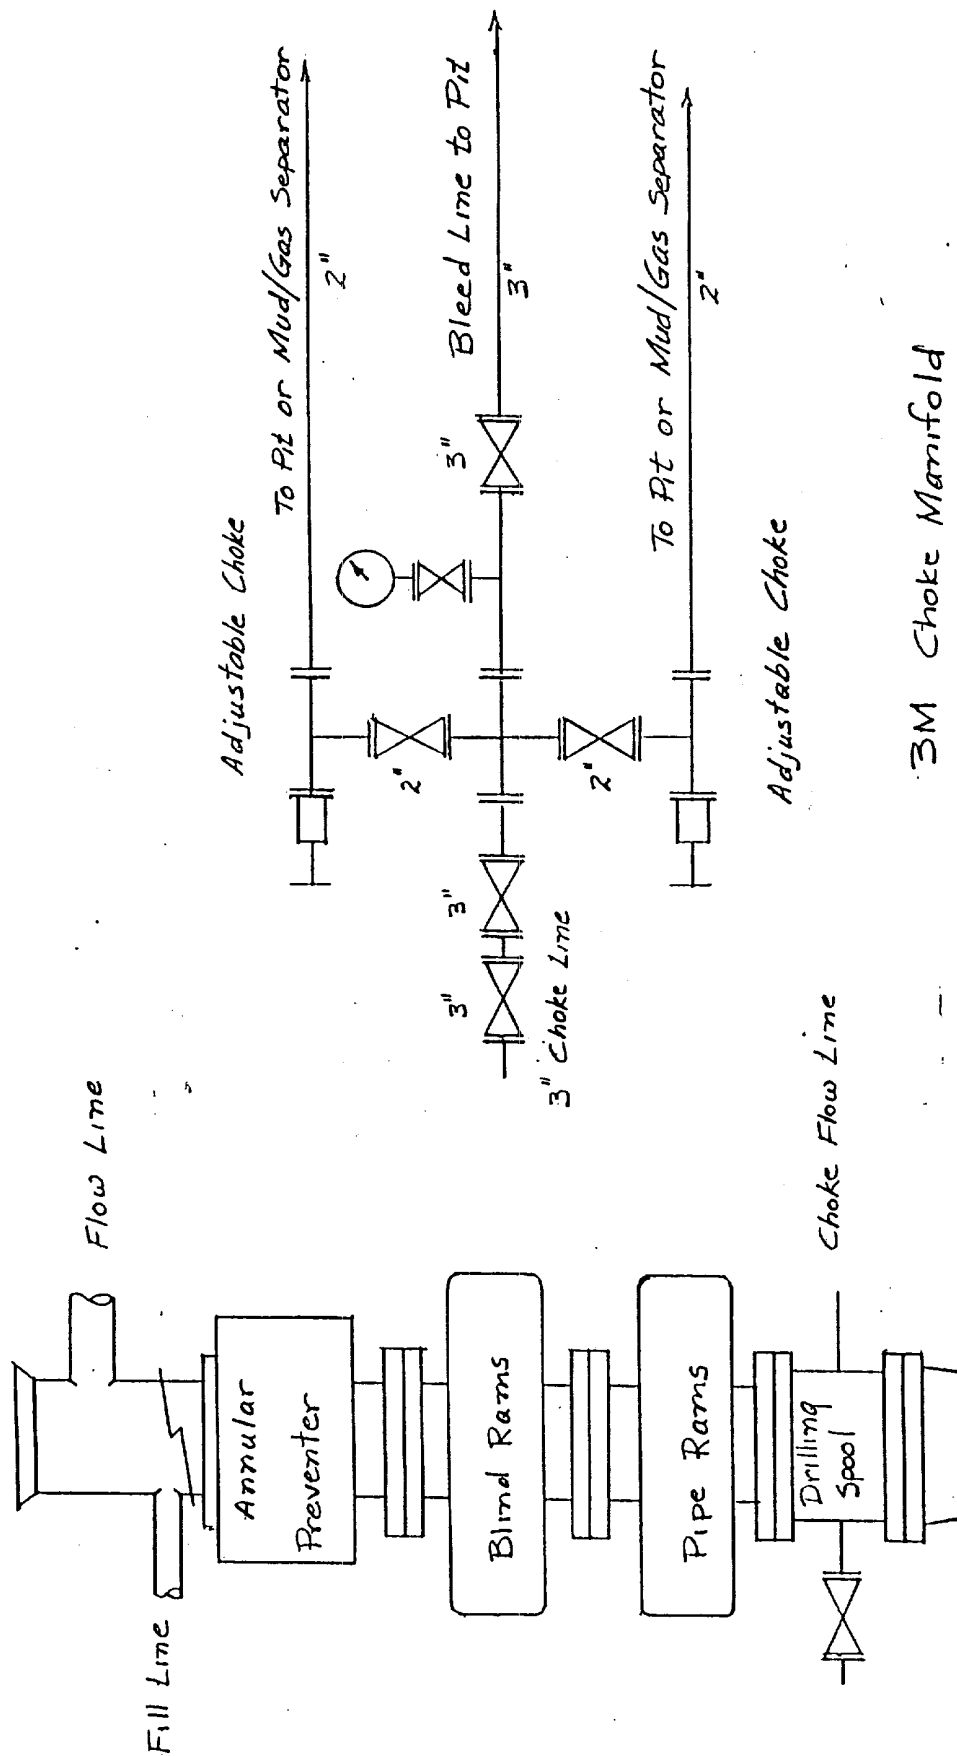 Fill Line
Flow Line
Annular
Preventer
Blind Rams
Pipe Rams
Drilling
Spool
Choke Flow Line
Adjustable Choke
To Pit or Mud/Gas Separator
2"
2"
3"
3"
3" Choke Line
3"
Bleed Line to Pit
3"
2"
To Pit or Mud/Gas Separator
2"
Adjustable Choke
3M Choke Manifold